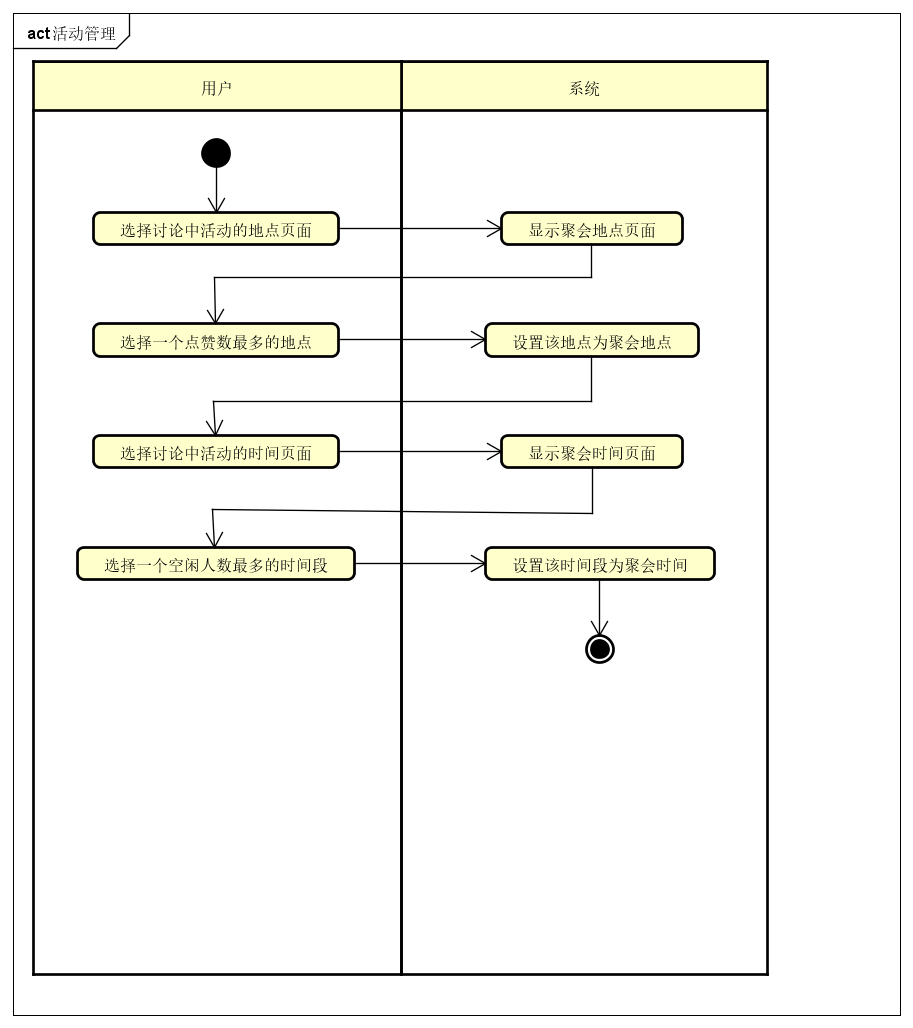 act 活动管理
用户
系统
选择讨论中活动的地点页面
显示聚会地点页面
选择一个点赞数最多的地点
设置该地点为聚会地点
选择讨论中活动的时间页面
显示聚会时间页面
选择一个空闲人数最多的时间段
设置该时间段为聚会时间